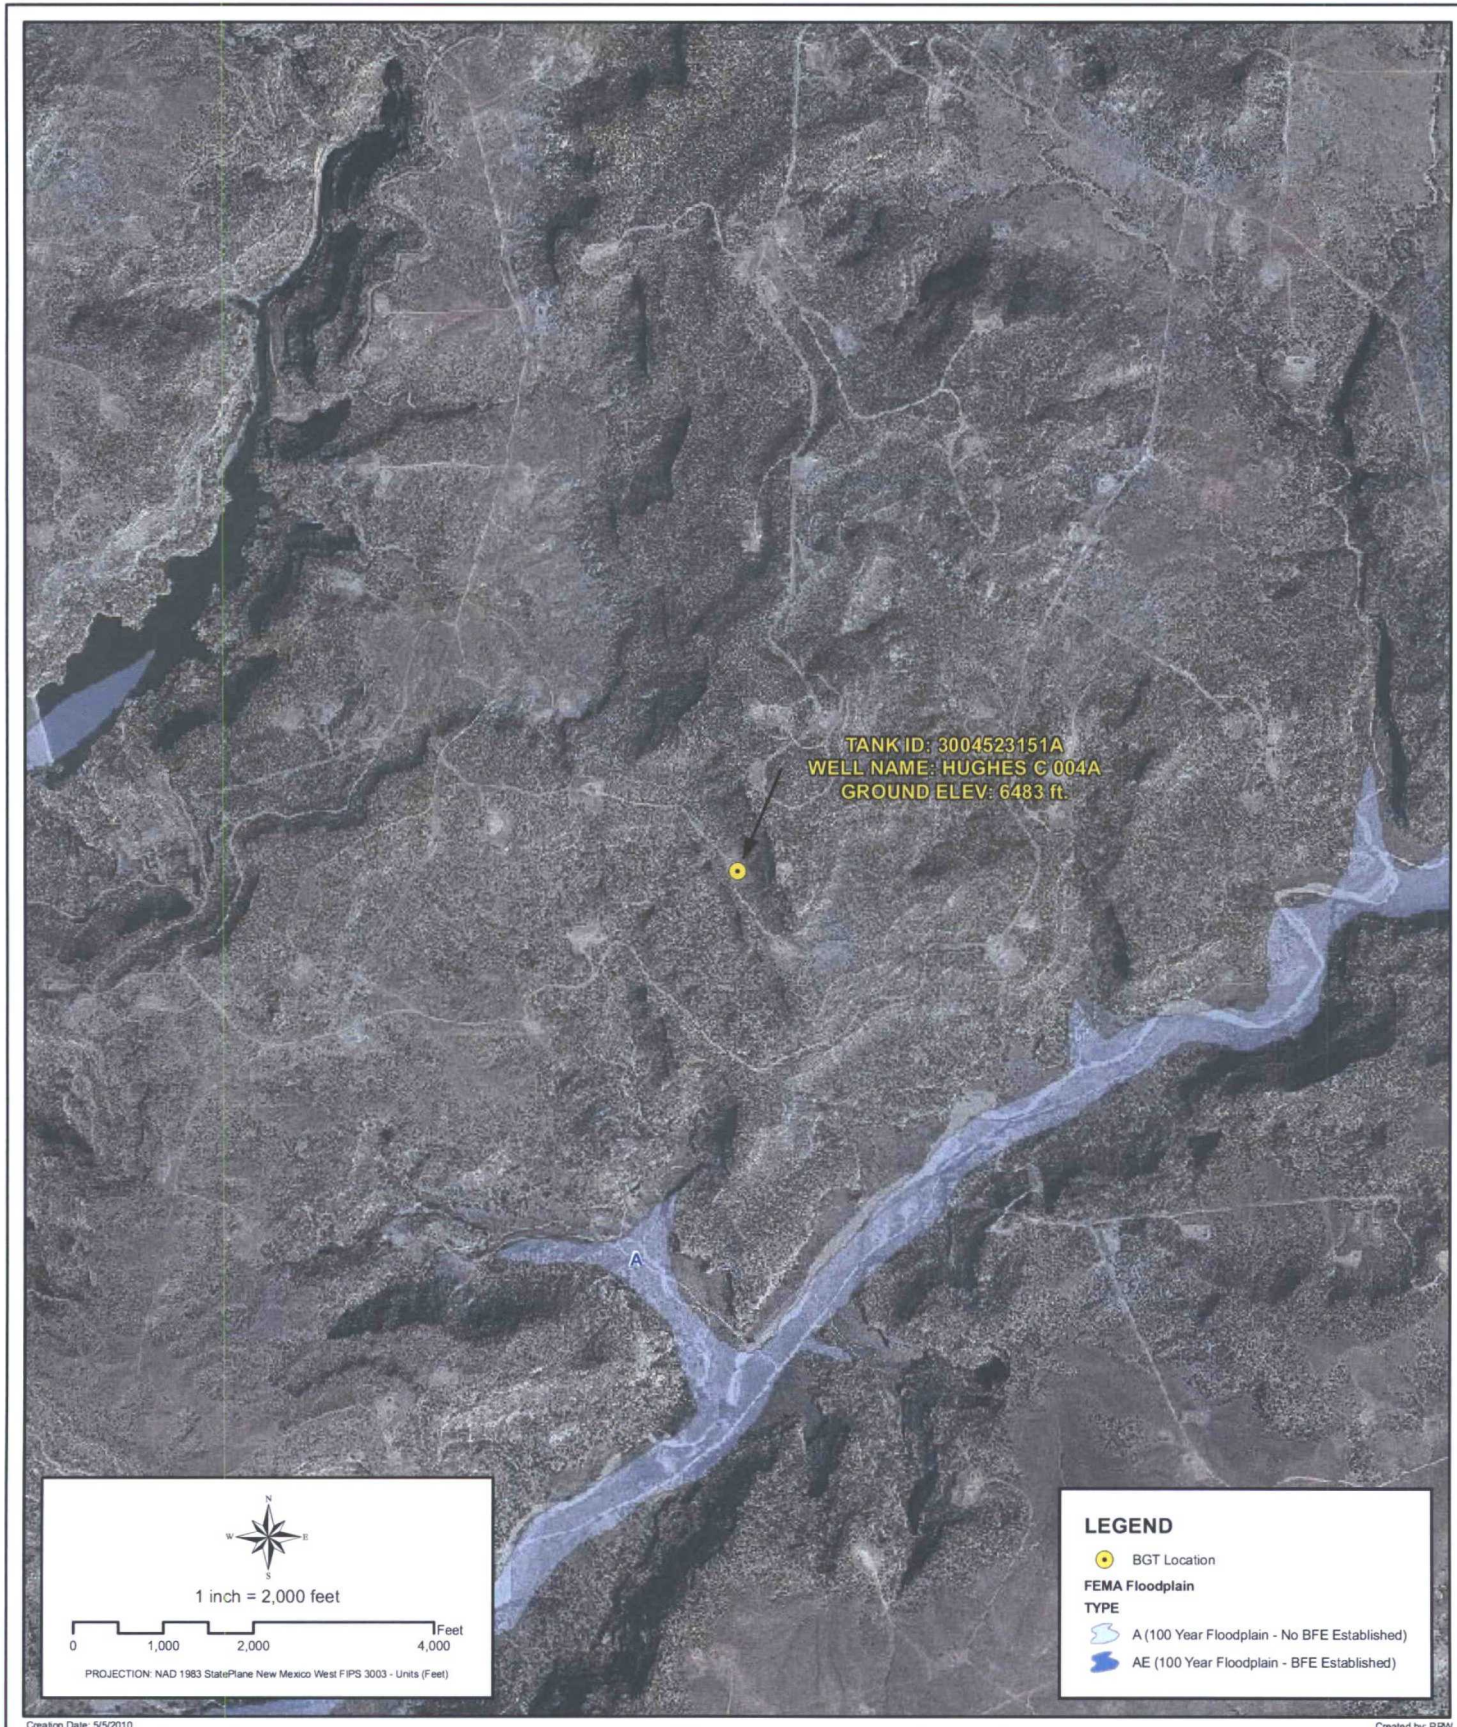 TANK ID: 3004523151A
WELL NAME: HUGHES C 004A
GROUND ELEV: 6483 ft.
A
N
W E
S
1 inch = 2,000 feet
Feet
0 1,000 2,000 4,000
PROJECTION: NAD 1983 StatePlane New Mexico West FIPS 3003 - Units (Feet)
LEGEND
BGT Location
FEMA Floodplain
TYPE
A (100 Year Floodplain - No BFE Established)
AE (100 Year Floodplain - BFE Established)
Creation Date: 5/5/2010
Created by: